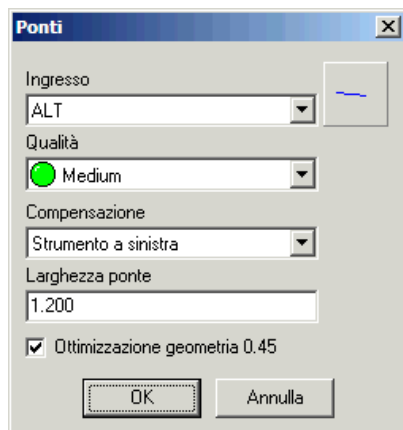 Ponti
Ingresso
ALT
Qualità
Medium
Compensazione
Strumento a sinistra
Larghezza ponte
1.200
Ottimizzazione geometria 0.45
OK
Annulla